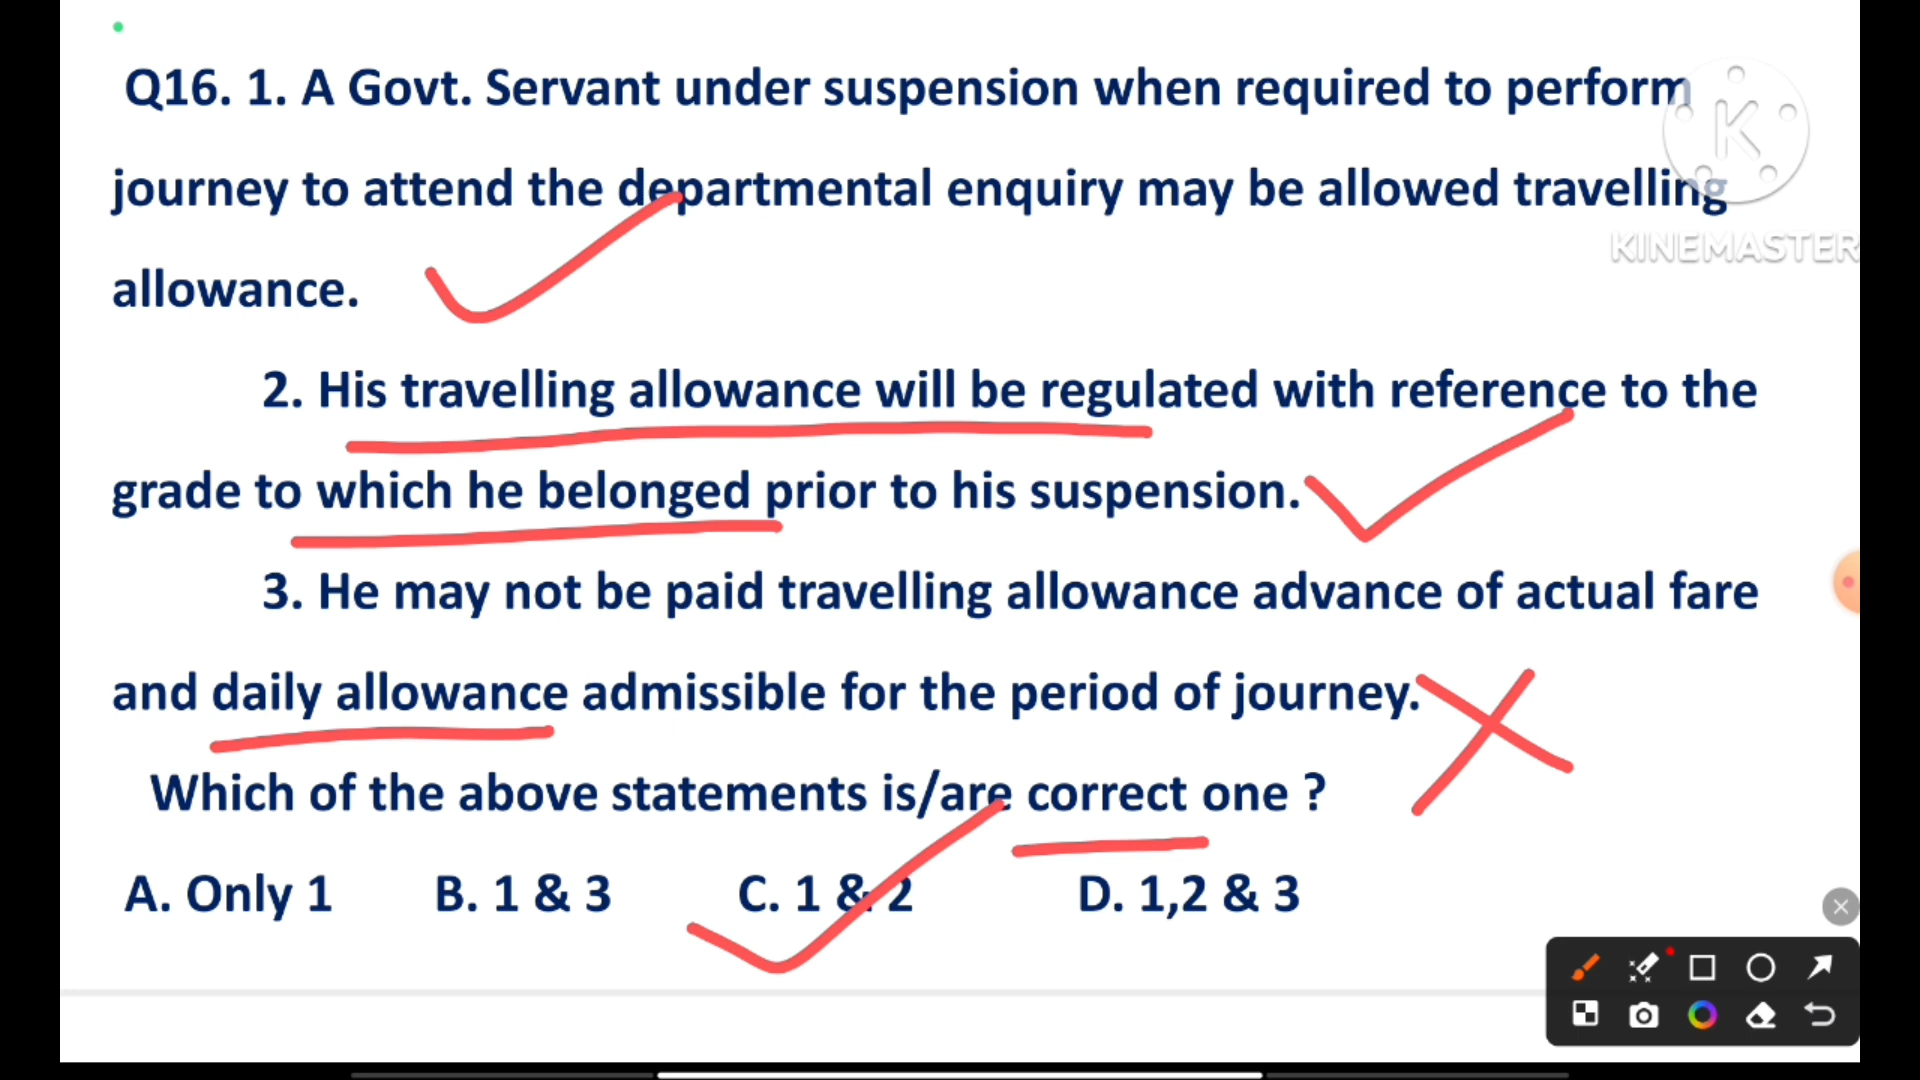 Q16. 1. A Govt. Servant under suspension when required to perform
journey to attend the departmental enquiry may be allowed travelling
allowance.
2. His travelling allowance will be regulated with reference to the
grade to which he belonged prior to his suspension.
3. He may not be paid travelling allowance advance of actual fare
and daily allowance admissible for the period of journey.
Which of the above statements is/are correct one ?
A. Only 1 B. 1 & 3 C. 1 & 2 D. 1,2 & 3
K
KINEMASTER